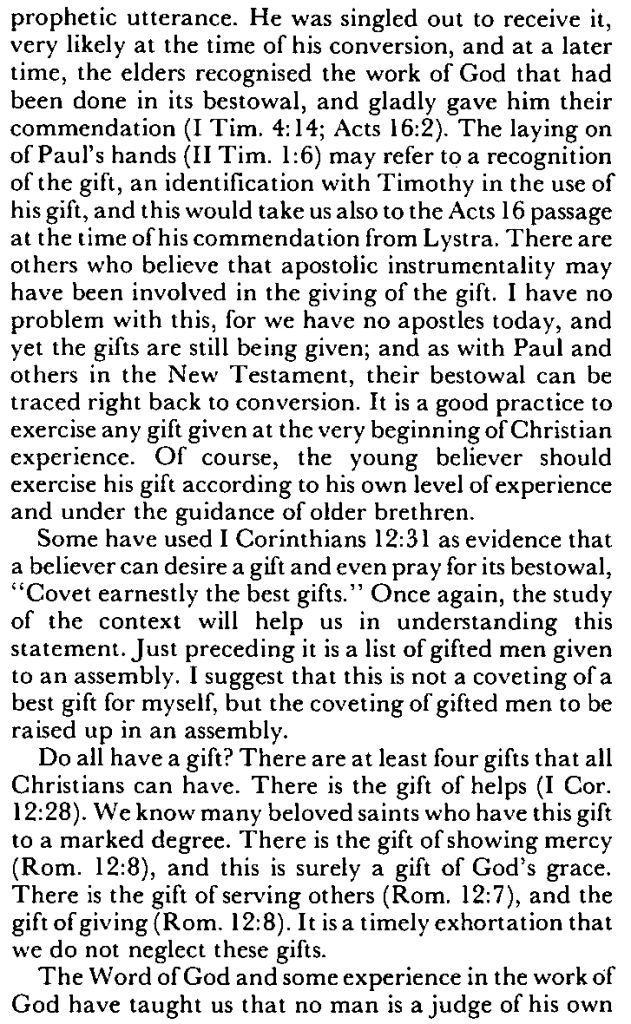 prophetic utterance. He was singled out to receive it,
very likely at the time of his conversion, and at a later
time, the elders recognised the work of God that had
been done in its bestowal, and gladly gave him their
commendation (I Tim. 4:14; Acts 16:2). The laying on
of Paul's hands (II Tim. 1:6) may refer to a recognition
of the gift, an identification with Timothy in the use of
his gift, and this would take us also to the Acts 16 passage
at the time of his commendation from Lystra. There are
others who believe that apostolic instrumentality may
have been involved in the giving of the gift. I have no
problem with this, for we have no apostles today, and
yet the gifts are still being given; and as with Paul and
others in the New Testament, their bestowal can be
traced right back to conversion. It is a good practice to
exercise any gift given at the very beginning of Christian
experience. Of course, the young believer should
exercise his gift according to his own level of experience
and under the guidance of older brethren.
Some have used I Corinthians 12:31 as evidence that
a believer can desire a gift and even pray for its bestowal,
"Covet earnestly the best gifts." Once again, the study
of the context will help us in understanding this
statement. Just preceding it is a list of gifted men given
to an assembly. I suggest that this is not a coveting of a
best gift for myself, but the coveting of gifted men to be
raised up in an assembly.
Do all have a gift? There are at least four gifts that all
Christians can have. There is the gift of helps (I Cor.
12:28). We know many beloved saints who have this gift
to a marked degree. There is the gift of showing mercy
(Rom. 12:8), and this is surely a gift of God's grace.
There is the gift of serving others (Rom. 12:7), and the
gift of giving (Rom. 12:8). It is a timely exhortation that
we do not neglect these gifts.
The Word of God and some experience in the work of
God have taught us that no man is a judge of his own